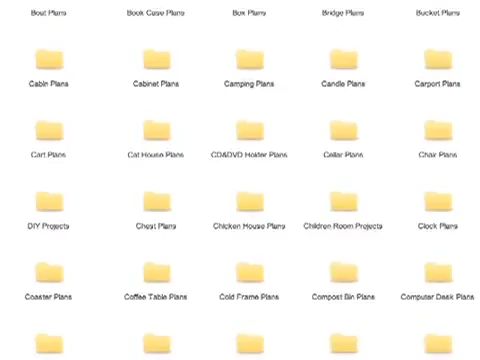 Boat Plans
Book Case Plans
Box Plans
Bridge Plans
Bucket Plans
Cabin Plans
Cabinet Plans
Camping Plans
Candle Plans
Carport Plans
Cart Plans
Cat House Plans
CD&DVD Holder Plans
Cellar Plans
Chair Plans
DIY Projects
Chest Plans
Chicken House Plans
Children Room Projects
Clock Plans
Coaster Plans
Coffee Table Plans
Cold Frame Plans
Compost Bin Plans
Computer Desk Plans